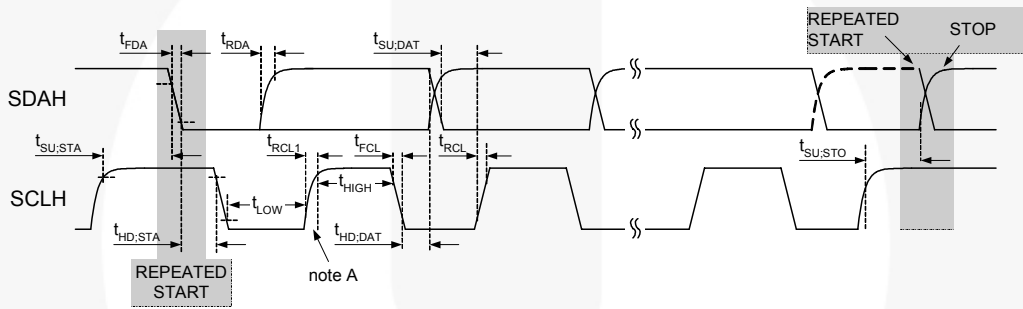 REPEATED
START
STOP
tFDA
tRDA
tSU;DAT
SDAH
tSU;STA
tRCL1
tFCL
tRCL
tSU;STO
tHIGH
SCLH
tLOW
tHD;STA
tHD;DAT
note A
REPEATED
START